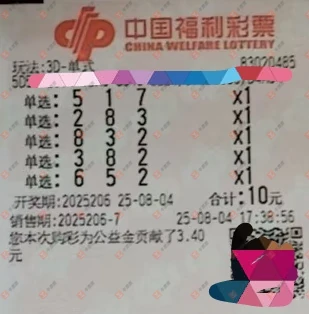 中国福利彩票
CHINA WELFARE LOTTERY
玩法:3D-单式 83020485
单选: 5 1 7 X1
单选: 2 8 3 X1
单选: 8 3 2 X1
单选: 3 8 2 X1
单选: 6 5 2 X1
开奖期:2025206 25-08-04 合计:10元
销售期:2025206-7 25-08-04 17:38:56
您本次购彩为公益金贡献了3.40
元